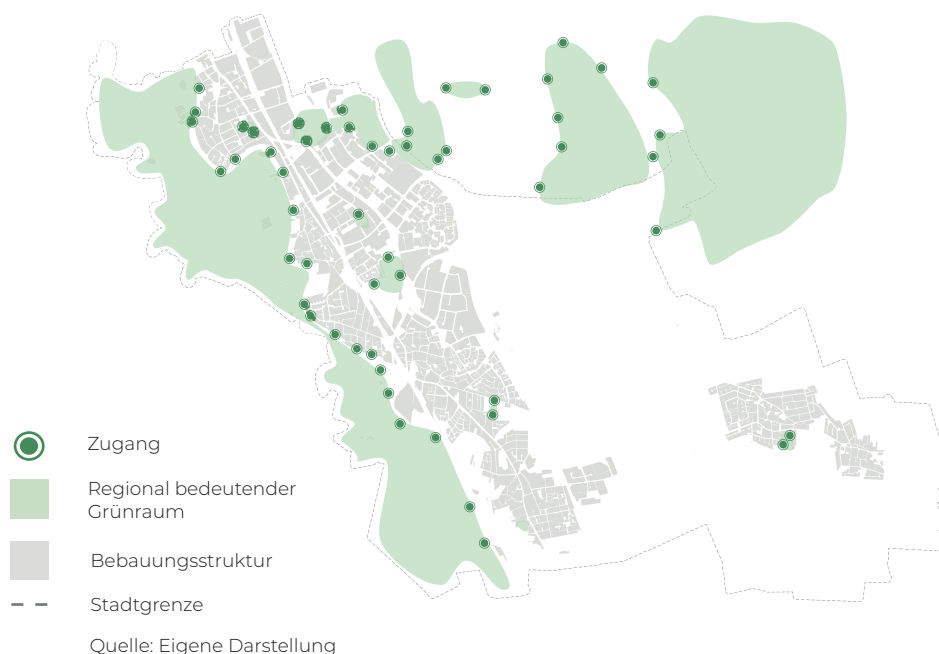 Zugang
Regional bedeutender
Grünraum
Bebauungsstruktur
Stadtgrenze
Quelle: Eigene Darstellung